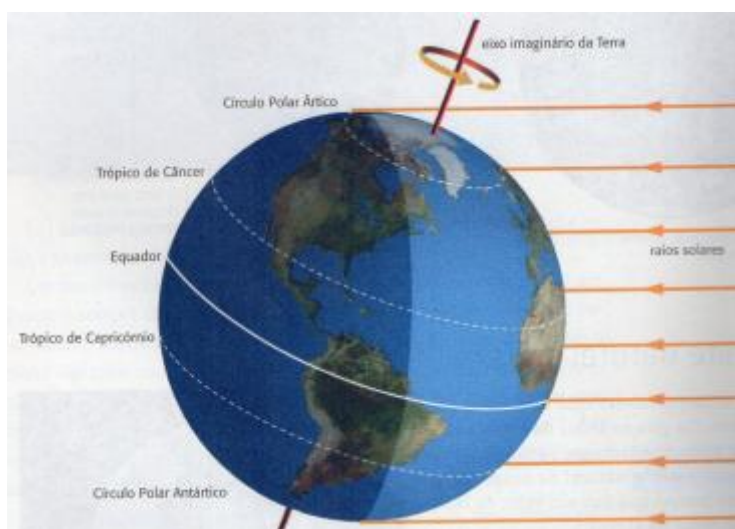 eixo imaginário da Terra
Círculo Polar Ártico
Trópico de Câncer
Equador
raios solares
Trópico de Capricórnio
Círculo Polar Antártico